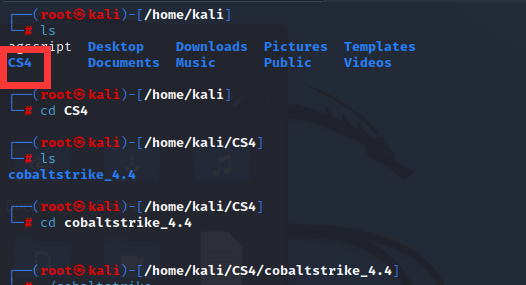 ┌──(root㉿kali)-[/home/kali]
└─# ls
agscript  Desktop    Downloads  Pictures  Templates
CS4       Documents  Music      Public    Videos
┌──(root㉿kali)-[/home/kali]
└─# cd CS4
┌──(root㉿kali)-[/home/kali/CS4]
└─# ls
cobaltstrike_4.4
┌──(root㉿kali)-[/home/kali/CS4]
└─# cd cobaltstrike_4.4
┌──(root㉿kali)-[/home/kali/CS4/cobaltstrike_4.4]
└─# ./cobaltstrike